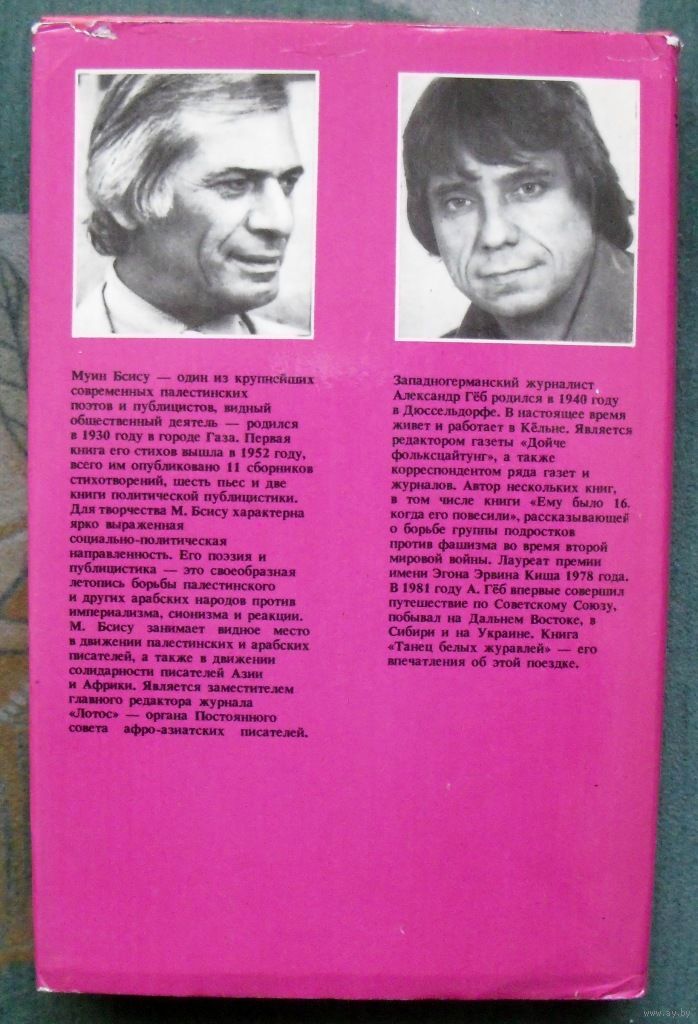 Муин Бсису — один из крупнейших
современных палестинских
поэтов и публицистов, видный
общественный деятель — родился
в 1930 году в городе Газа. Первая
книга его стихов вышла в 1952 году,
всего им опубликовано 11 сборников
стихотворений, шесть пьес и две
книги политической публицистики.
Для творчества М. Бсису характерна
ярко выраженная
социально-политическая
направленность. Его поэзия и
публицистика — это своеобразная
летопись борьбы палестинского
и других арабских народов против
империализма, сионизма и реакции.
М. Бсису занимает видное место
в движении палестинских и арабских
писателей, а также в движении
солидарности писателей Азии
и Африки. Является заместителем
главного редактора журнала
«Лотос» — органа Постоянного
совета афро-азиатских писателей.
Западногерманский журналист
Александр Гёб родился в 1940 году
в Дюссельдорфе. В настоящее время
живет и работает в Кёльне. Является
редактором газеты «Дойче
фольксцайтунг», а также
корреспондентом ряда газет и
журналов. Автор нескольких книг,
в том числе книги «Ему было 16,
когда его повесили», рассказывающей
о борьбе группы подростков
против фашизма во время второй
мировой войны. Лауреат премии
имени Эгона Эрвина Киша 1978 года.
В 1981 году А. Гёб впервые совершил
путешествие по Советскому Союзу,
побывал на Дальнем Востоке, в
Сибири и на Украине. Книга
«Танец белых журавлей» — его
впечатления об этой поездке.
www.ay.by